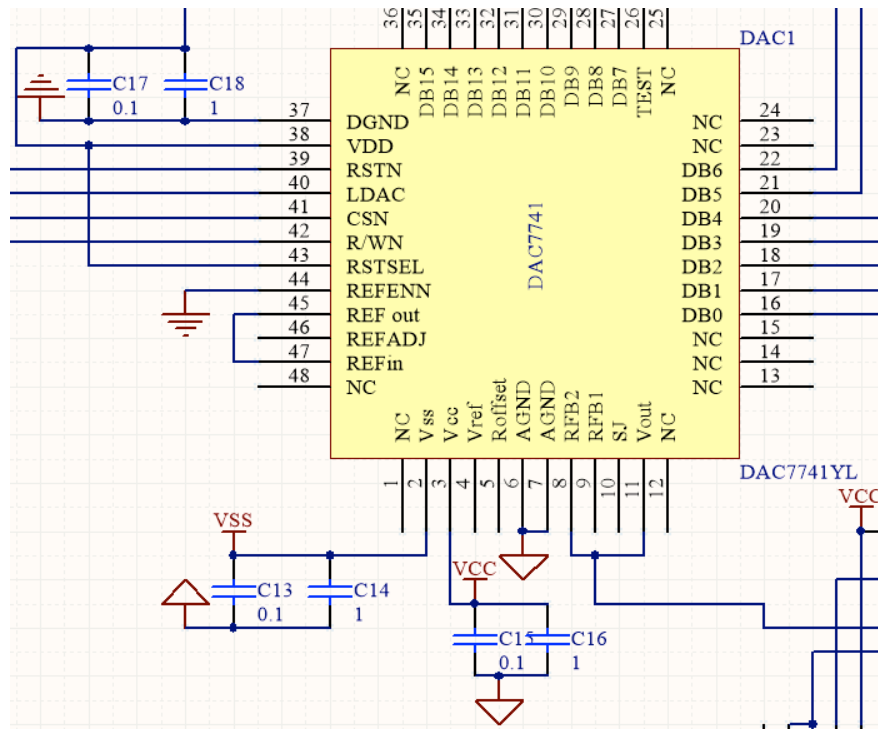 36
35
34
33
32
31
30
29
28
27
26
25
DAC1
NC
DB15
DB14
DB13
DB12
DB11
DB10
DB9
DB8
DB7
TEST
NC
C17
0.1
C18
1
37 DGND
38 VDD
39 RSTN
40 LDAC
41 CSN
42 R/WN
43 RSTSEL
44 REFENN
45 REF out
46 REFADJ
47 REFin
48 NC
DAC7741
NC 24
NC 23
DB6 22
DB5 21
DB4 20
DB3 19
DB2 18
DB1 17
DB0 16
NC 15
NC 14
NC 13
NC
Vss
Vcc
Vref
Roffset
AGND
AGND
RFB2
RFB1
SJ
Vout
NC
1
2
3
4
5
6
7
8
9
10
11
12
DAC7741YL
VCC
VSS
C13
0.1
C14
1
VCC
C15
0.1
C16
1